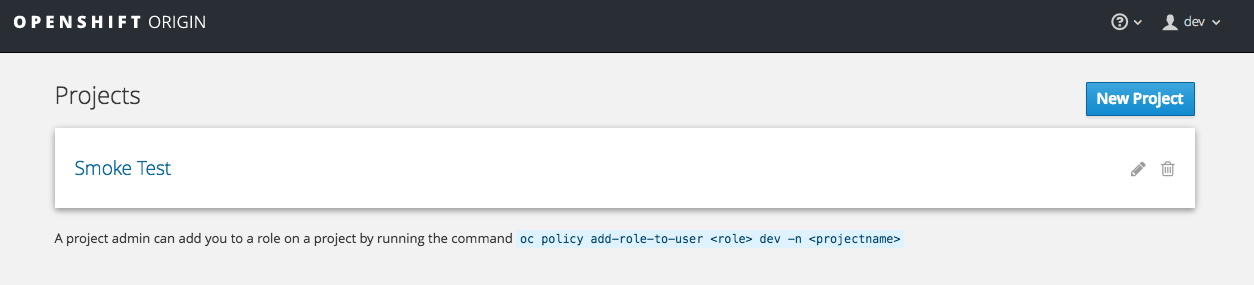 OPENSHIFT ORIGIN
dev
Projects
New Project
Smoke Test
A project admin can add you to a role on a project by running the command oc policy add-role-to-user <role> dev -n <projectname>